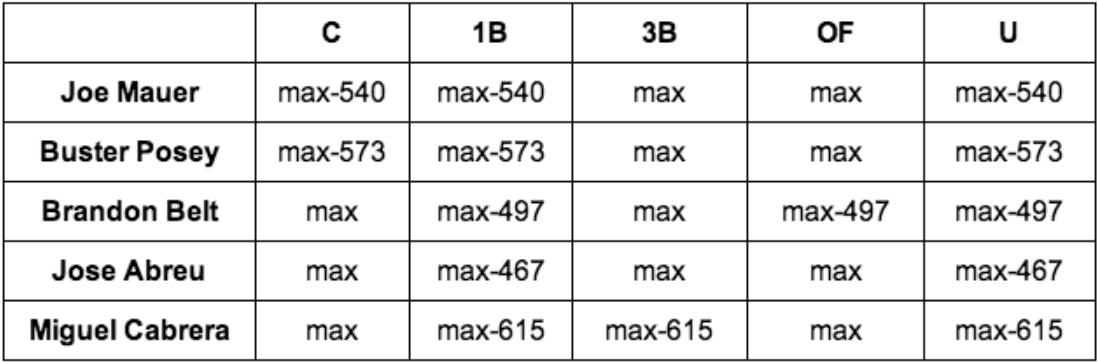 C 1B 3B OF U
Joe Mauer max-540 max-540 max max max-540
Buster Posey max-573 max-573 max max max-573
Brandon Belt max max-497 max max-497 max-497
Jose Abreu max max-467 max max max-467
Miguel Cabrera max max-615 max-615 max max-615